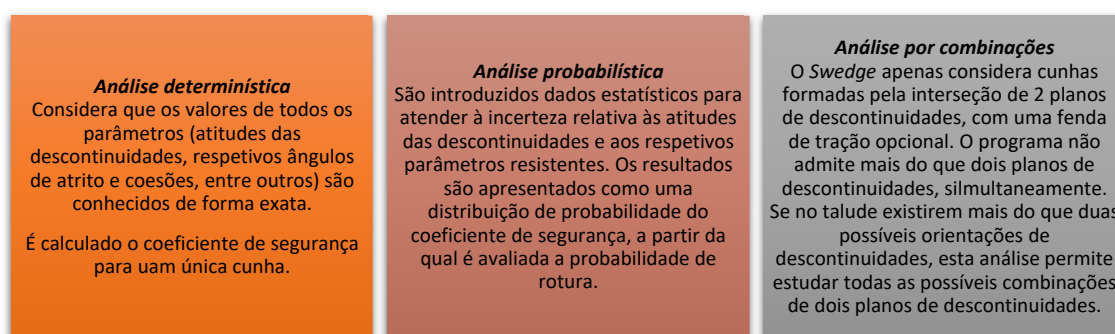 Análise determinística
Considera que os valores de todos os
parâmetros (atitudes das
descontinuidades, respetivos ângulos
de atrito e coesões, entre outros) são
conhecidos de forma exata.
É calculado o coeficiente de segurança
para uam única cunha.
Análise probabilística
São introduzidos dados estatísticos para
atender à incerteza relativa às atitudes
das descontinuidades e aos respetivos
parâmetros resistentes. Os resultados
são apresentados como uma
distribuição de probabilidade do
coeficiente de segurança, a partir da
qual é avaliada a probabilidade de
rotura.
Análise por combinações
O Swedge apenas considera cunhas
formadas pela interseção de 2 planos
de descontinuidades, com uma fenda
de tração opcional. O programa não
admite mais do que dois planos de
descontinuidades, silmultaneamente.
Se no talude existirem mais do que duas
possíveis orientações de
descontinuidades, esta análise permite
estudar todas as possíveis combinações
de dois planos de descontinuidades.